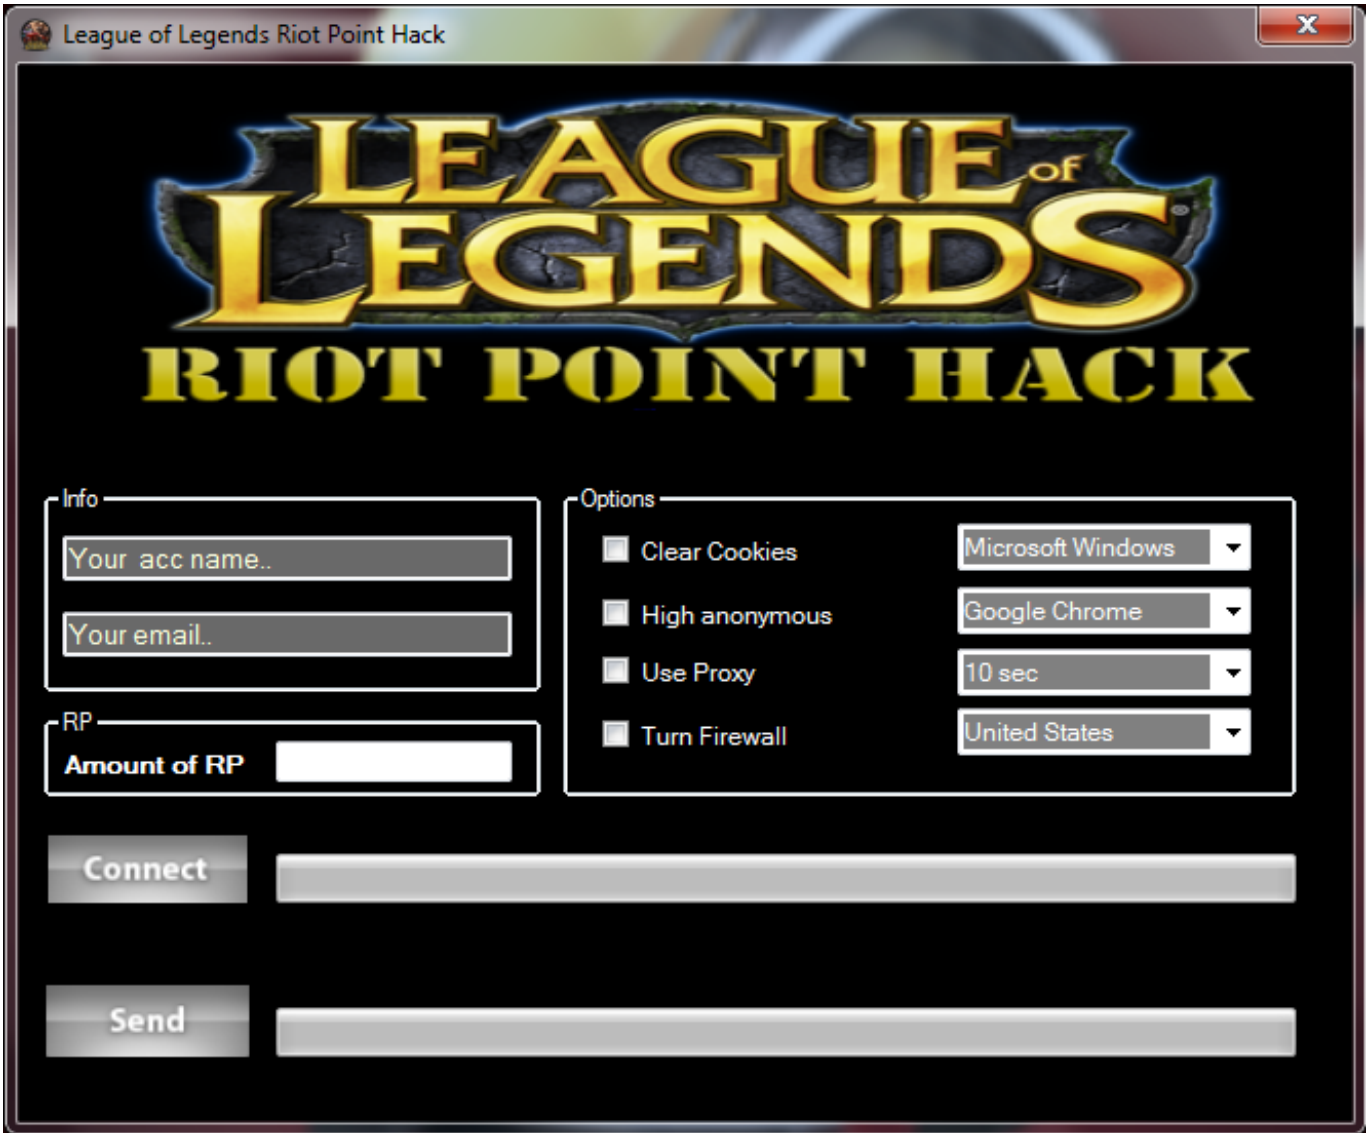 League of Legends Riot Point Hack
LEAGUE of
LEGENDS®
RIOT POINT HACK
Info
Your acc name..
Your email..
RP
Amount of RP
Options
Clear Cookies
Microsoft Windows
High anonymous
Google Chrome
Use Proxy
10 sec
Turn Firewall
United States
Connect
Send